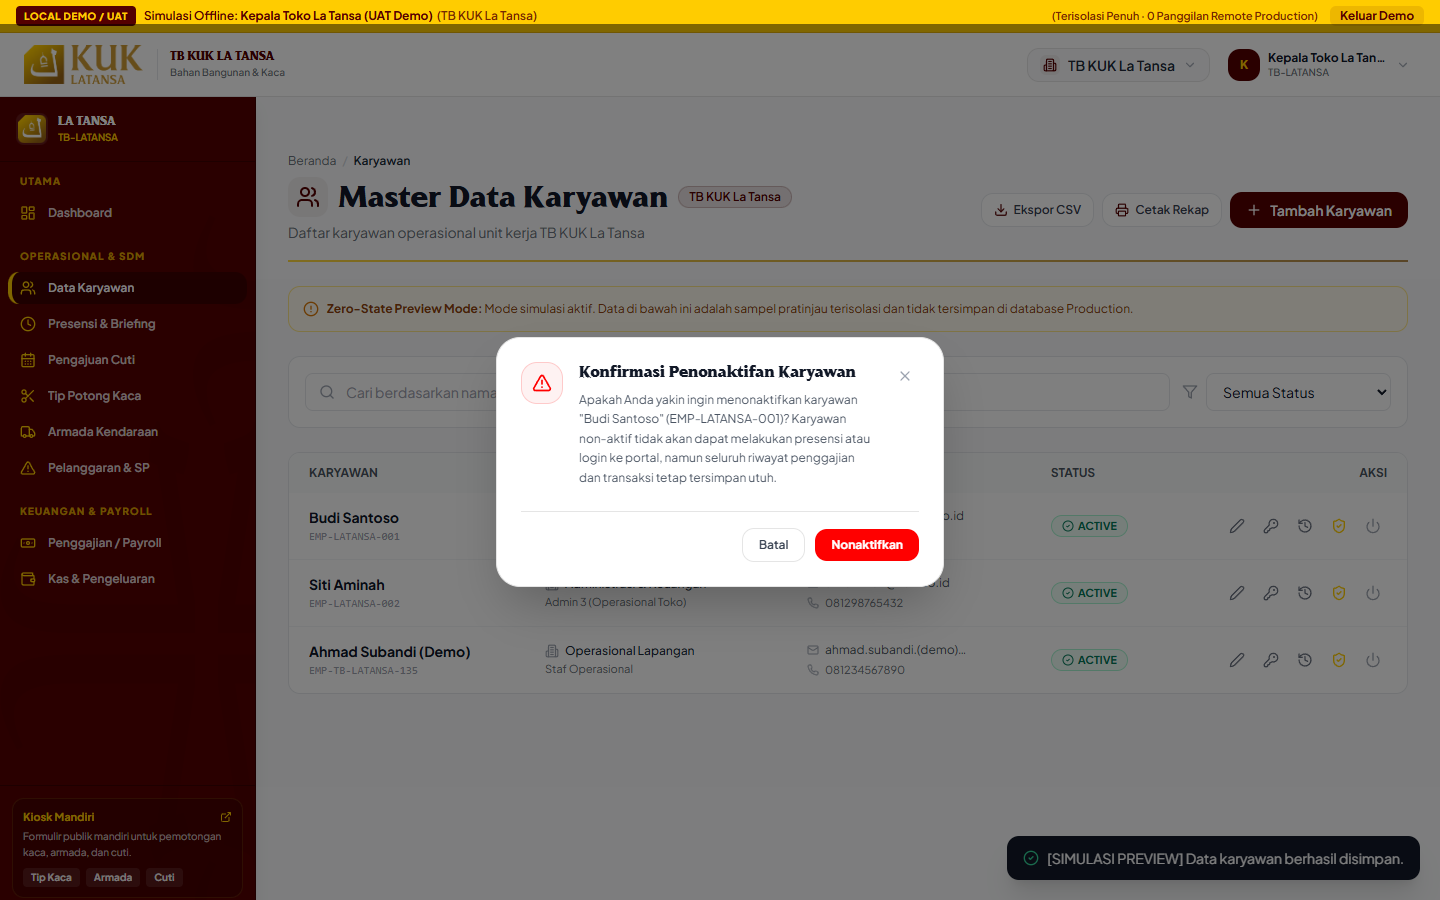 LOCAL DEMO / UAT Simulasi Offline: Kepala Toko La Tansa (UAT Demo) (TB KUK La Tansa) (Terisolasi Penuh · 0 Panggilan Remote Production) Keluar Demo
KUK
LATANSA
TB KUK LA TANSA
Bahan Bangunan & Kaca
TB KUK La Tansa
K
Kepala Toko La Tan...
TB-LATANSA
LA TANSA
TB-LATANSA
UTAMA
Dashboard
OPERASIONAL & SDM
Data Karyawan
Presensi & Briefing
Pengajuan Cuti
Tip Potong Kaca
Armada Kendaraan
Pelanggaran & SP
KEUANGAN & PAYROLL
Penggajian / Payroll
Kas & Pengeluaran
Kiosk Mandiri
Formulir publik mandiri untuk pemotongan
kaca, armada, dan cuti.
Tip Kaca Armada Cuti
Beranda / Karyawan
Master Data Karyawan TB KUK La Tansa
Daftar karyawan operasional unit kerja TB KUK La Tansa
Ekspor CSV Cetak Rekap + Tambah Karyawan
Zero-State Preview Mode: Mode simulasi aktif. Data di bawah ini adalah sampel pratinjau terisolasi dan tidak tersimpan di database Production.
Cari berdasarkan nama
Semua Status
KARYAWAN STATUS AKSI
Budi Santoso
EMP-LATANSA-001
o.id
ACTIVE
Siti Aminah
EMP-LATANSA-002
Admin 3 (Operasional Toko)
o.id
081298765432
ACTIVE
Ahmad Subandi (Demo)
EMP-TB-LATANSA-135
Operasional Lapangan
Staf Operasional
ahmad.subandi.(demo)...
081234567890
ACTIVE
Konfirmasi Penonaktifan Karyawan
Apakah Anda yakin ingin menonaktifkan karyawan
"Budi Santoso" (EMP-LATANSA-001)? Karyawan
non-aktif tidak akan dapat melakukan presensi atau
login ke portal, namun seluruh riwayat penggajian
dan transaksi tetap tersimpan utuh.
Batal Nonaktifkan
[SIMULASI PREVIEW] Data karyawan berhasil disimpan.